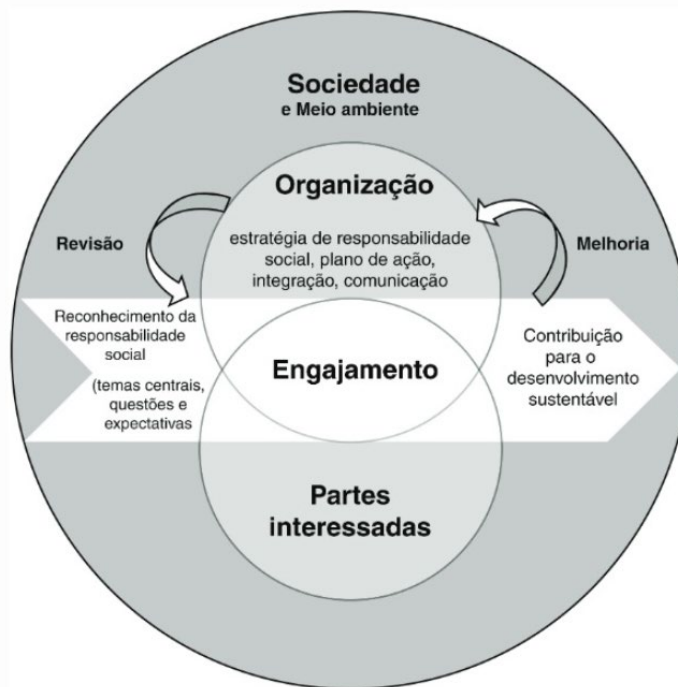 Sociedade
e Meio ambiente
Organização
estratégia de responsabilidade
social, plano de ação,
integração, comunicação
Revisão
Melhoria
Reconhecimento da
responsabilidade
social
(temas centrais,
questões e
expectativas
Engajamento
Contribuição
para o
desenvolvimento
sustentável
Partes
interessadas